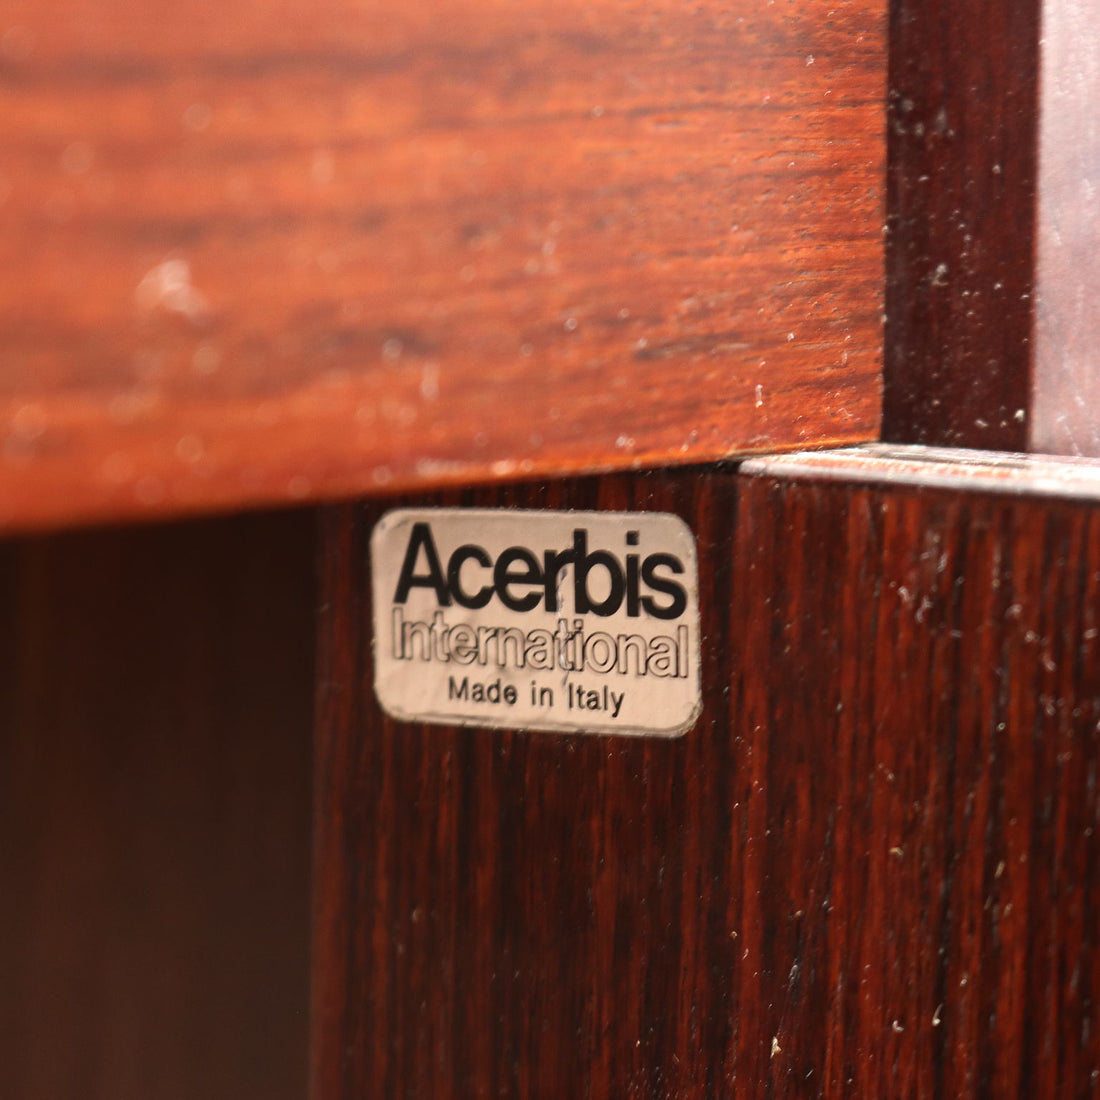 Acerbis
International
Made in Italy